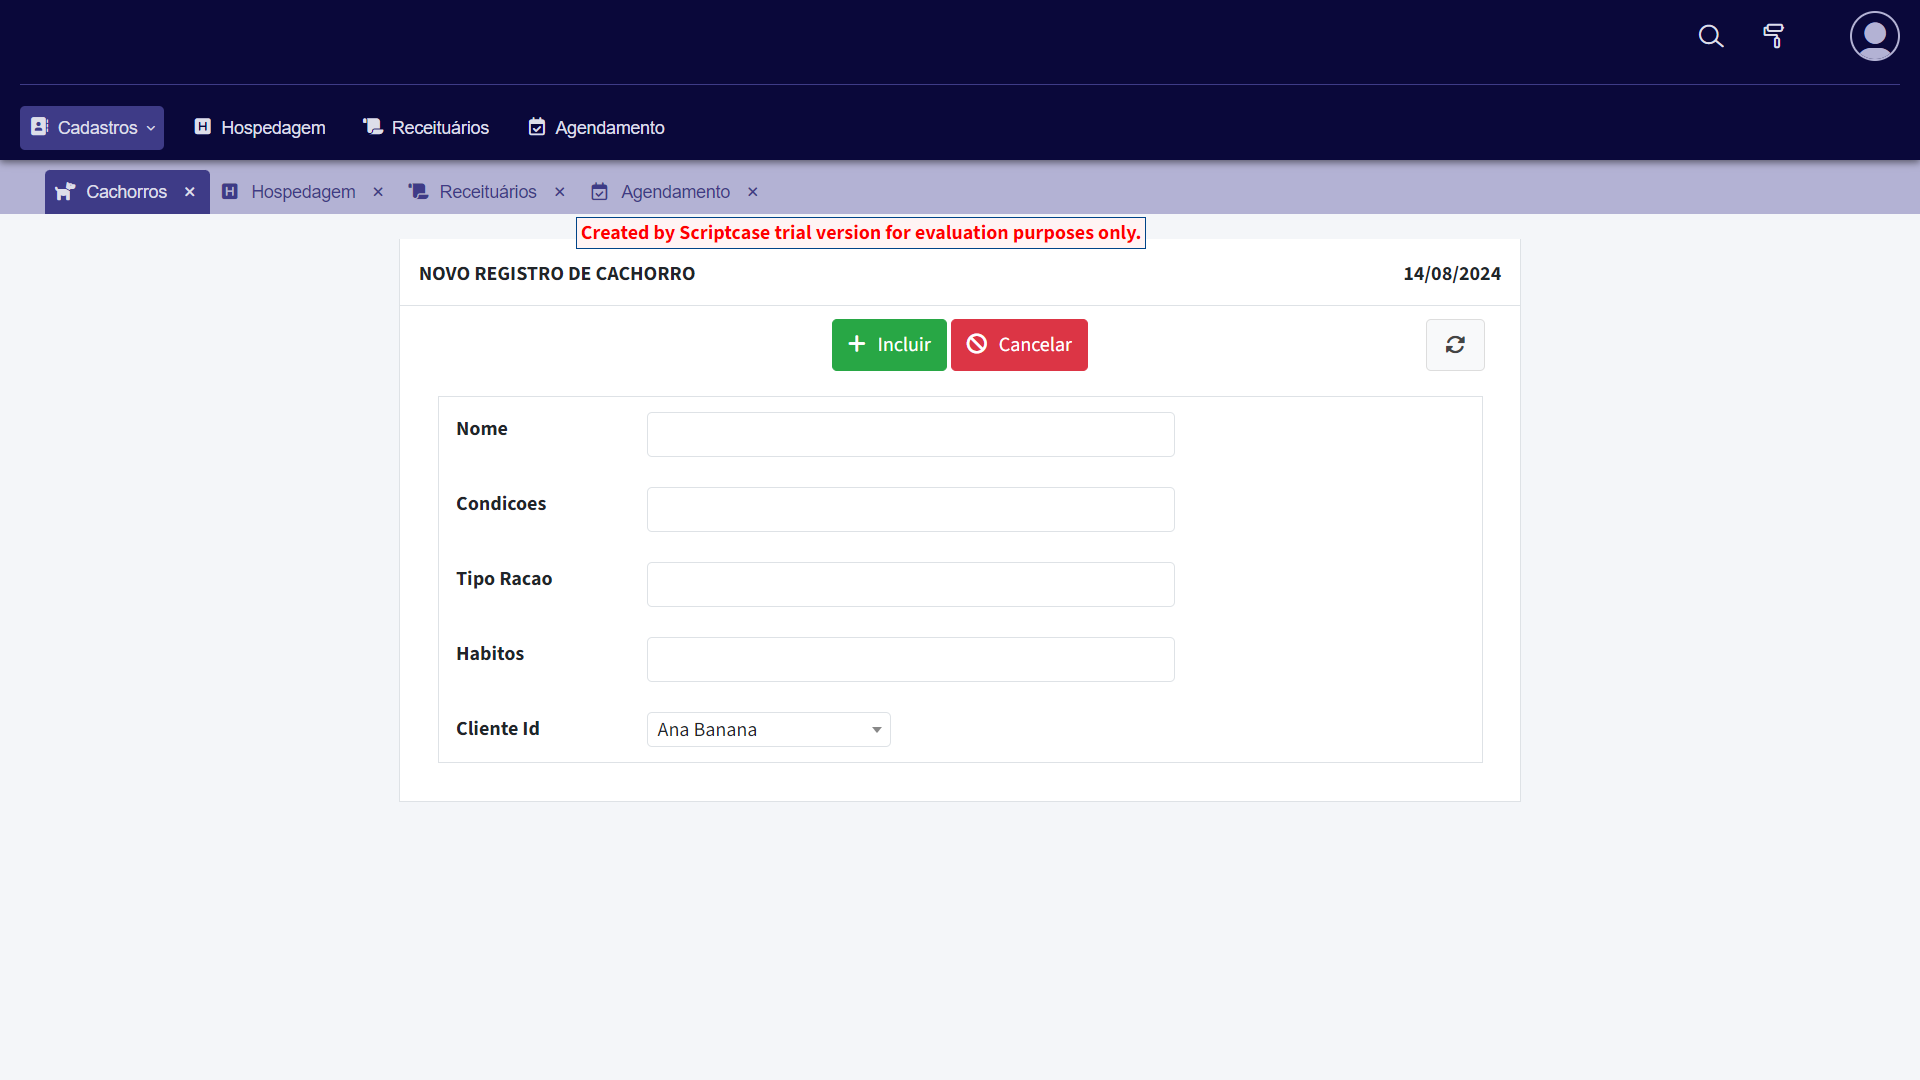 Cadastros
Hospedagem
Receituários
Agendamento
Cachorros
Hospedagem
Receituários
Agendamento
Created by Scriptcase trial version for evaluation purposes only.
NOVO REGISTRO DE CACHORRO
14/08/2024
Incluir
Cancelar
Nome
Condicoes
Tipo Racao
Habitos
Cliente Id
Ana Banana